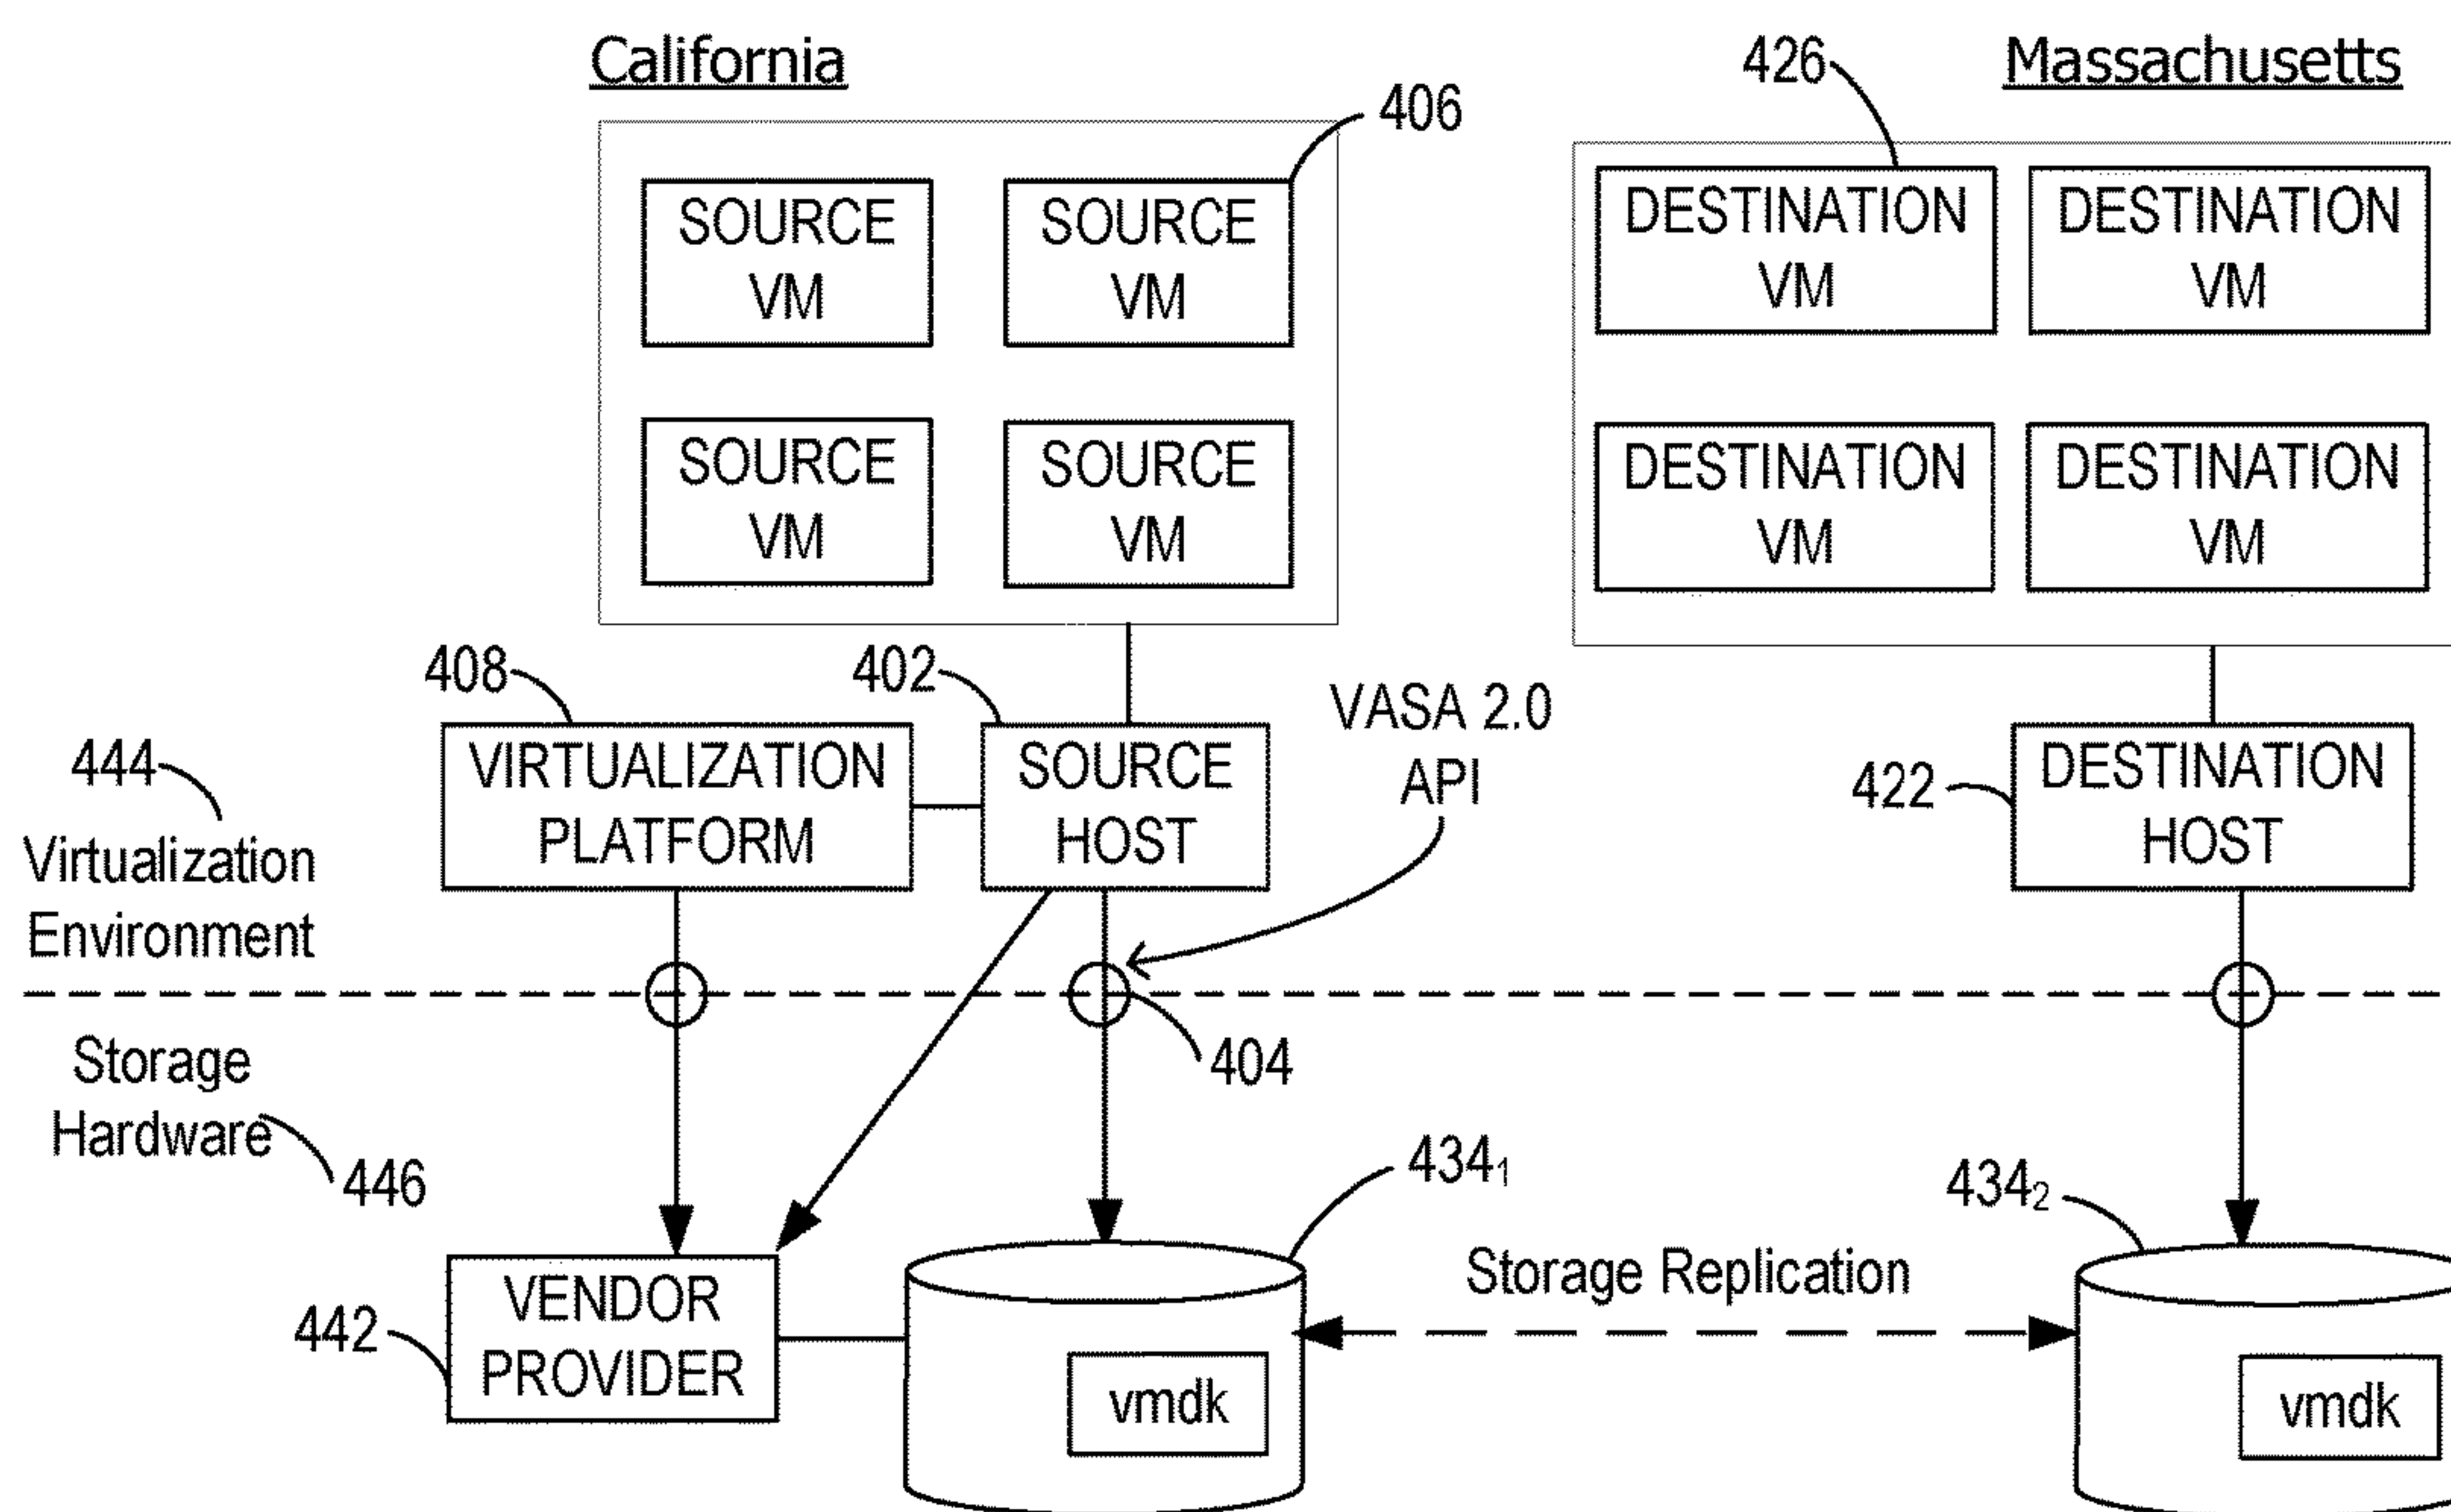 California
426
Massachusetts
406
SOURCE
VM
SOURCE
VM
DESTINATION
VM
DESTINATION
VM
SOURCE
VM
SOURCE
VM
DESTINATION
VM
DESTINATION
VM
408
402
VASA 2.0
API
444
Virtualization
Environment
VIRTUALIZATION
PLATFORM
SOURCE
HOST
422
DESTINATION
HOST
Storage
Hardware
446
404
434₁
434₂
442
VENDOR
PROVIDER
Storage Replication
vmdk
vmdk